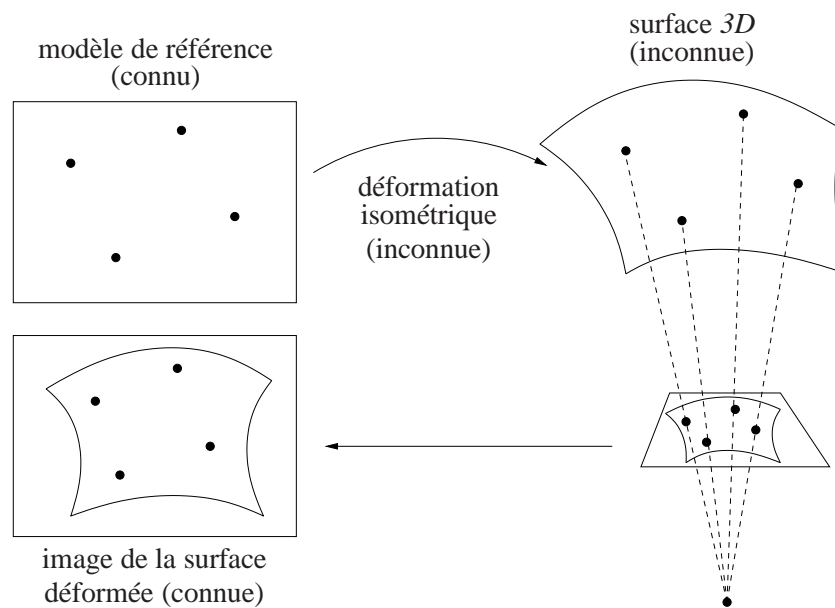 modèle de référence
(connu)
surface 3D
(inconnue)
déformation
isométrique
(inconnue)
image de la surface
déformée (connue)